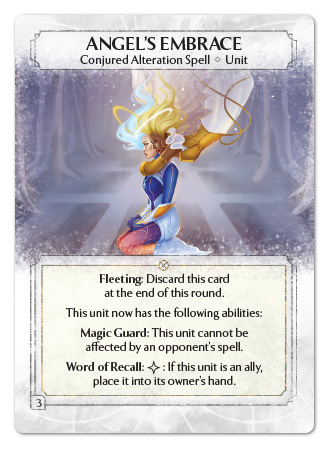 ANGEL'S EMBRACE
Conjured Alteration Spell ◇ Unit
Fleeting: Discard this card
at the end of this round.
This unit now has the following abilities:
Magic Guard: This unit cannot be
affected by an opponent's spell.
Word of Recall: ✧ : If this unit is an ally,
place it into its owner's hand.
3